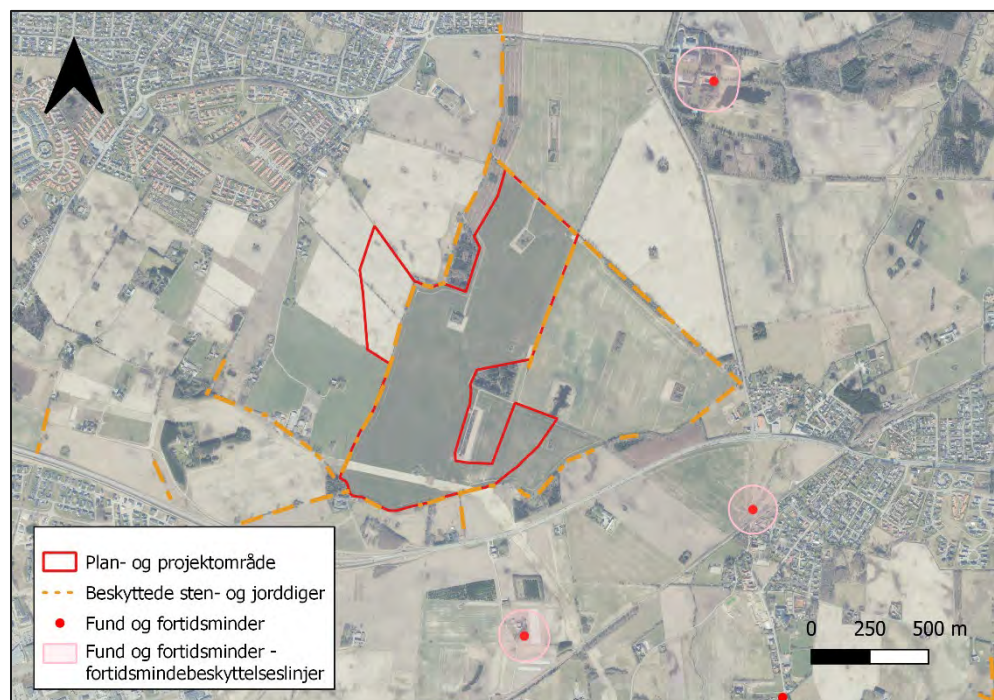 Plan- og projektområde
Beskyttede sten- og jorddiger
Fund og fortidsminder
Fund og fortidsminder -
fortidsmindebeskyttelseslinjer
0 250 500 m